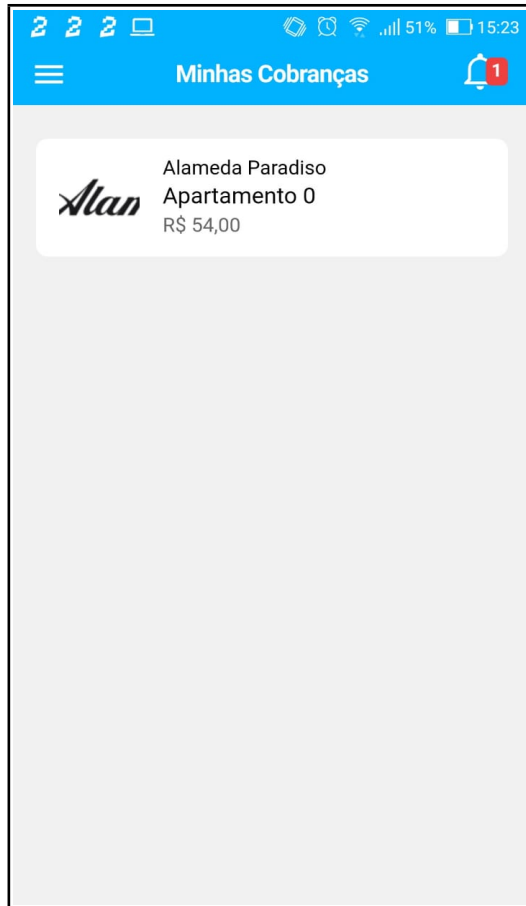 2 2 2 51% 15:23
Minhas Cobranças 1
Alan
Alameda Paradiso
Apartamento 0
R$ 54,00